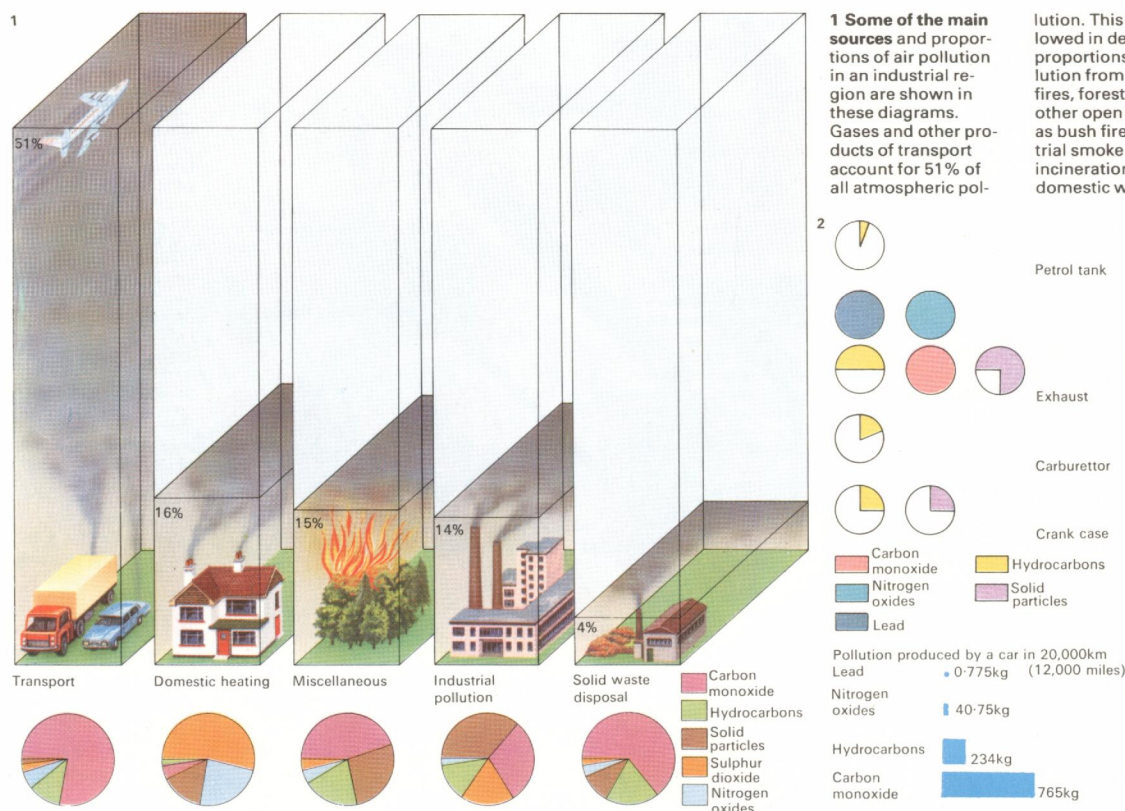 1
1 Some of the main
sources and propor-
tions of air pollution
in an industrial re-
gion are shown in
these diagrams.
Gases and other pro-
ducts of transport
account for 51% of
all atmospheric pol-
lution. This
lowed in de
proportions
lution from
fires, forest
other open
as bush fire
trial smoke
incineration
domestic w
51%
16%
15%
14%
4%
Transport
Domestic heating
Miscellaneous
Industrial
pollution
Solid waste
disposal
Carbon
monoxide
Hydrocarbons
Solid
particles
Sulphur
dioxide
Nitrogen
oxides
2
Petrol tank
Exhaust
Carburettor
Crank case
Carbon
monoxide
Hydrocarbons
Nitrogen
oxides
Solid
particles
Lead
Pollution produced by a car in 20,000km
(12,000 miles)
Lead 0·775kg
Nitrogen
oxides 40·75kg
Hydrocarbons 234kg
Carbon
monoxide 765kg